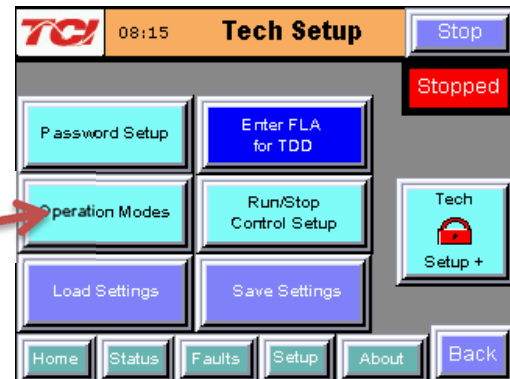 TCI 08:15 Tech Setup Stop
Stopped
Password Setup
Enter FLA
for TDD
Operation Modes
Run/Stop
Control Setup
Tech
Setup +
Load Settings
Save Settings
Home Status Faults Setup About Back